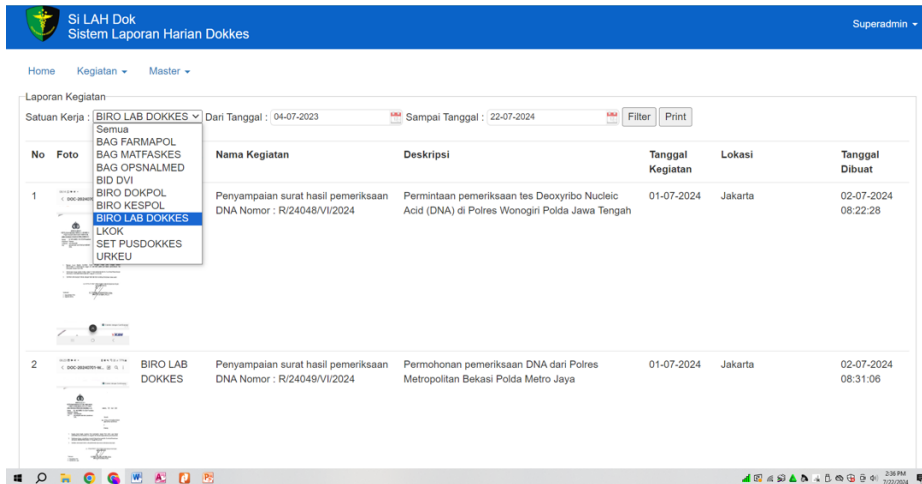 Si LAH Dok
Sistem Laporan Harian Dokkes
Superadmin
Home Kegiatan Master
Laporan Kegiatan
Satuan Kerja : BIRO LAB DOKKES Dari Tanggal : 04-07-2023 Sampai Tanggal : 22-07-2024 Filter Print
Semua
BAG FARMAPOL
BAG MATFASKES
BAG OPSNALMED
BID DVI
BIRO DOKPOL
BIRO KESPOL
BIRO LAB DOKKES
LKOK
SET PUSDOKKES
URKEU
No Foto Nama Kegiatan Deskripsi Tanggal Kegiatan Lokasi Tanggal Dibuat
1 Penyampaian surat hasil pemeriksaan Permintaan pemeriksaan tes Deoxyribo Nucleic 01-07-2024 Jakarta 02-07-2024
DNA Nomor : R/24048/VI/2024 Acid (DNA) di Polres Wonogiri Polda Jawa Tengah 08:22:28
2 BIRO LAB Penyampaian surat hasil pemeriksaan Permohonan pemeriksaan DNA dari Polres 01-07-2024 Jakarta 02-07-2024
DOKKES DNA Nomor : R/24049/VI/2024 Metropolitan Bekasi Polda Metro Jaya 08:31:06
2:36 PM
7/22/2024